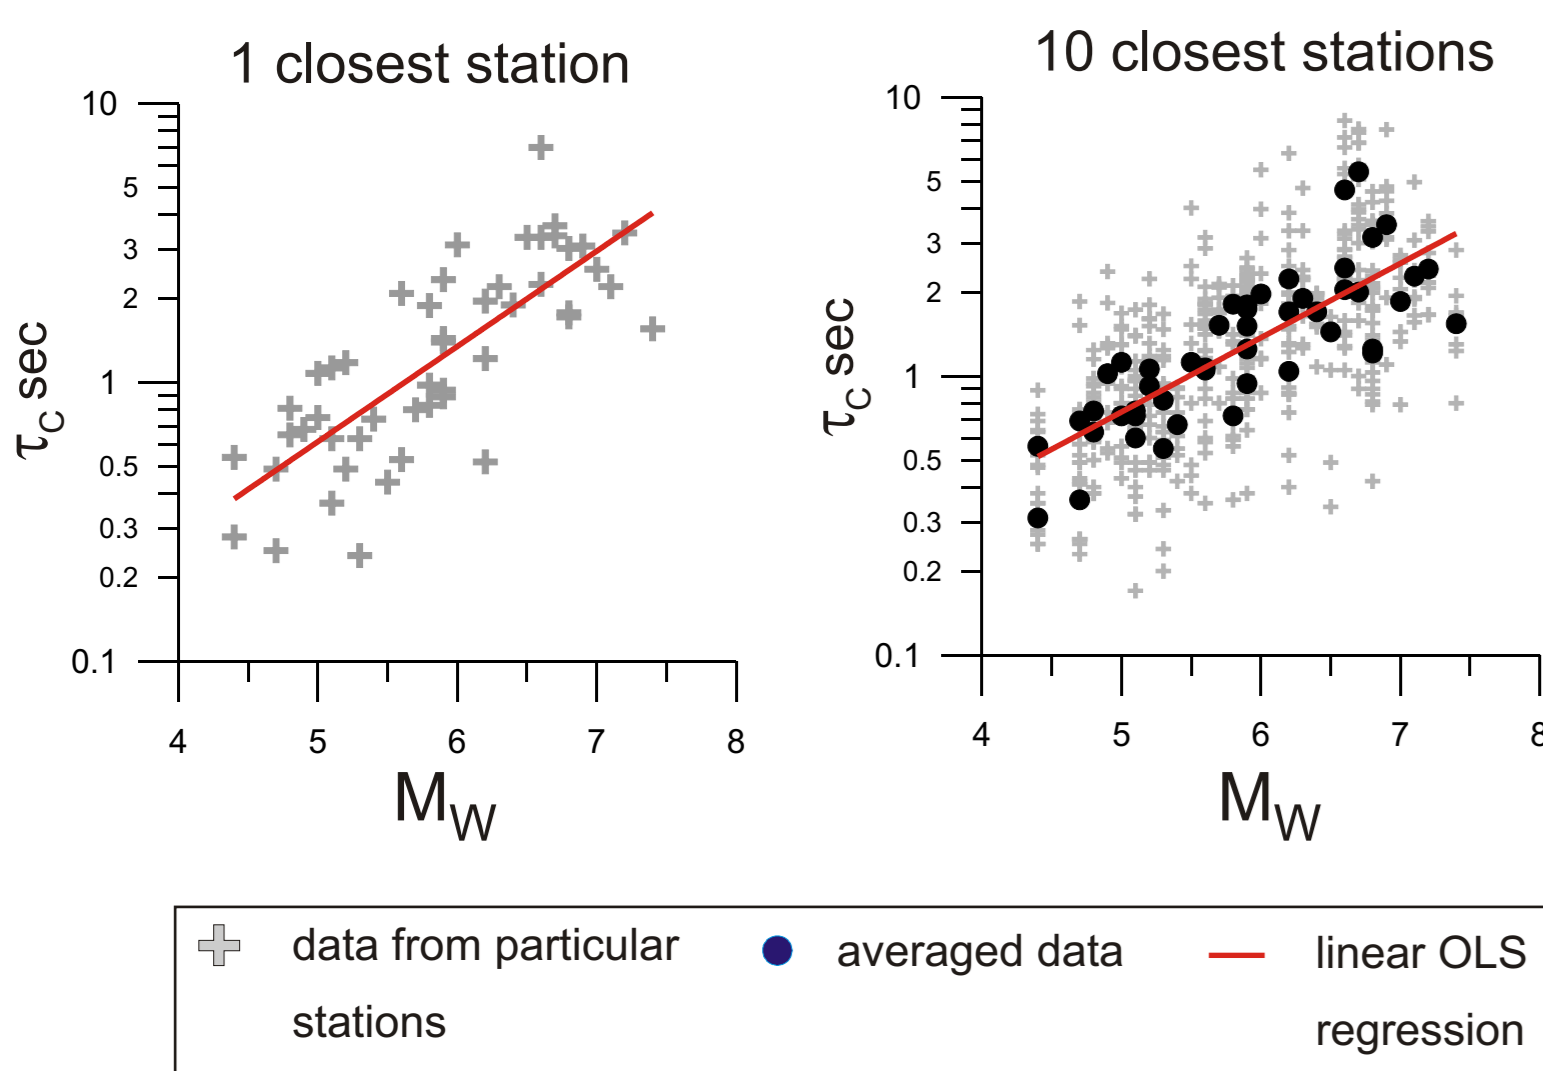 1 closest station
10 closest stations
10
5
3
2
1
0.5
0.3
0.2
0.1
τC sec
4 5 6 7 8
MW
10
5
3
2
1
0.5
0.3
0.2
0.1
τC sec
4 5 6 7 8
MW
data from particular
stations
averaged data
linear OLS
regression